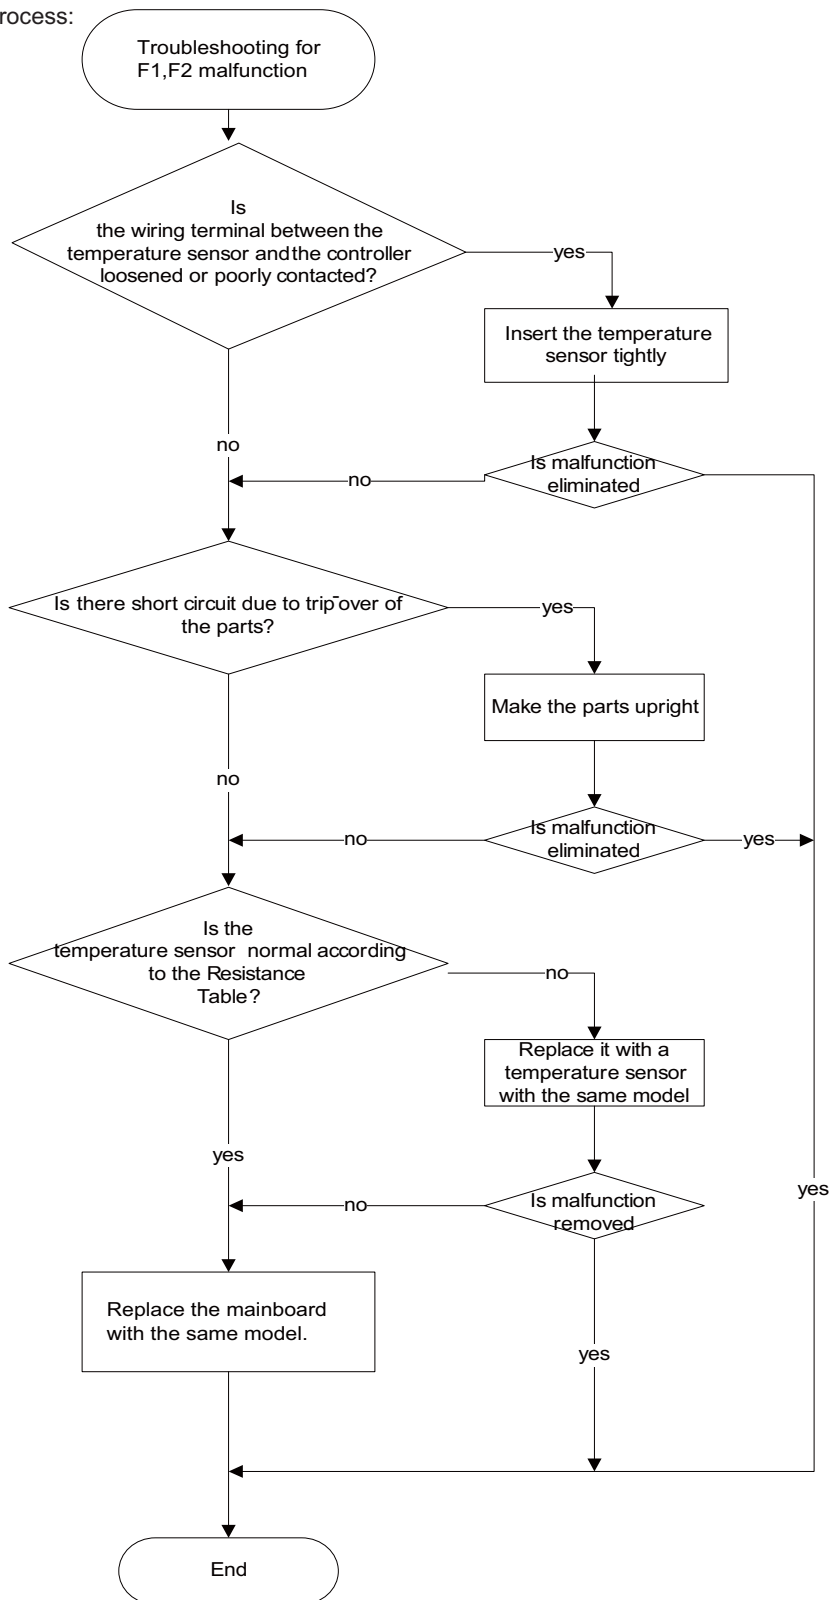 rocess:
Troubleshooting for
F1,F2 malfunction
Is
the wiring terminal between the
temperature sensor and the controller
loosened or poorly contacted?
yes
Insert the temperature
sensor tightly
no
Is malfunction
eliminated
no
Is there short circuit due to trip-over of
the parts?
yes
Make the parts upright
no
Is malfunction
eliminated
no
yes
Is the
temperature sensor normal according
to the Resistance
Table?
no
Replace it with a
temperature sensor
with the same model
yes
yes
Is malfunction
removed
no
Replace the mainboard
with the same model.
yes
End